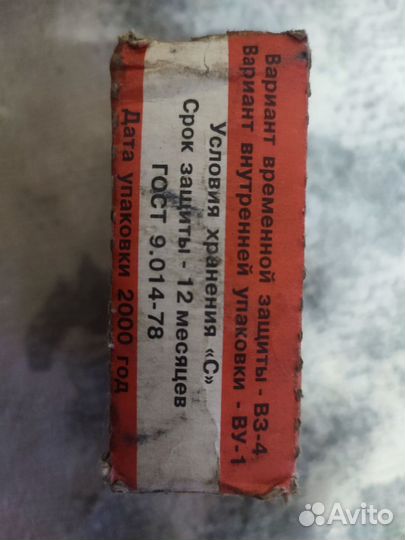 Вариант временной защиты - ВЗ-4
Вариант внутренней упаковки - ВУ-1
Условия хранения «С»
Срок защиты - 12 месяцев
ГОСТ 9.014-78
Дата упаковки 2000 год
Avito